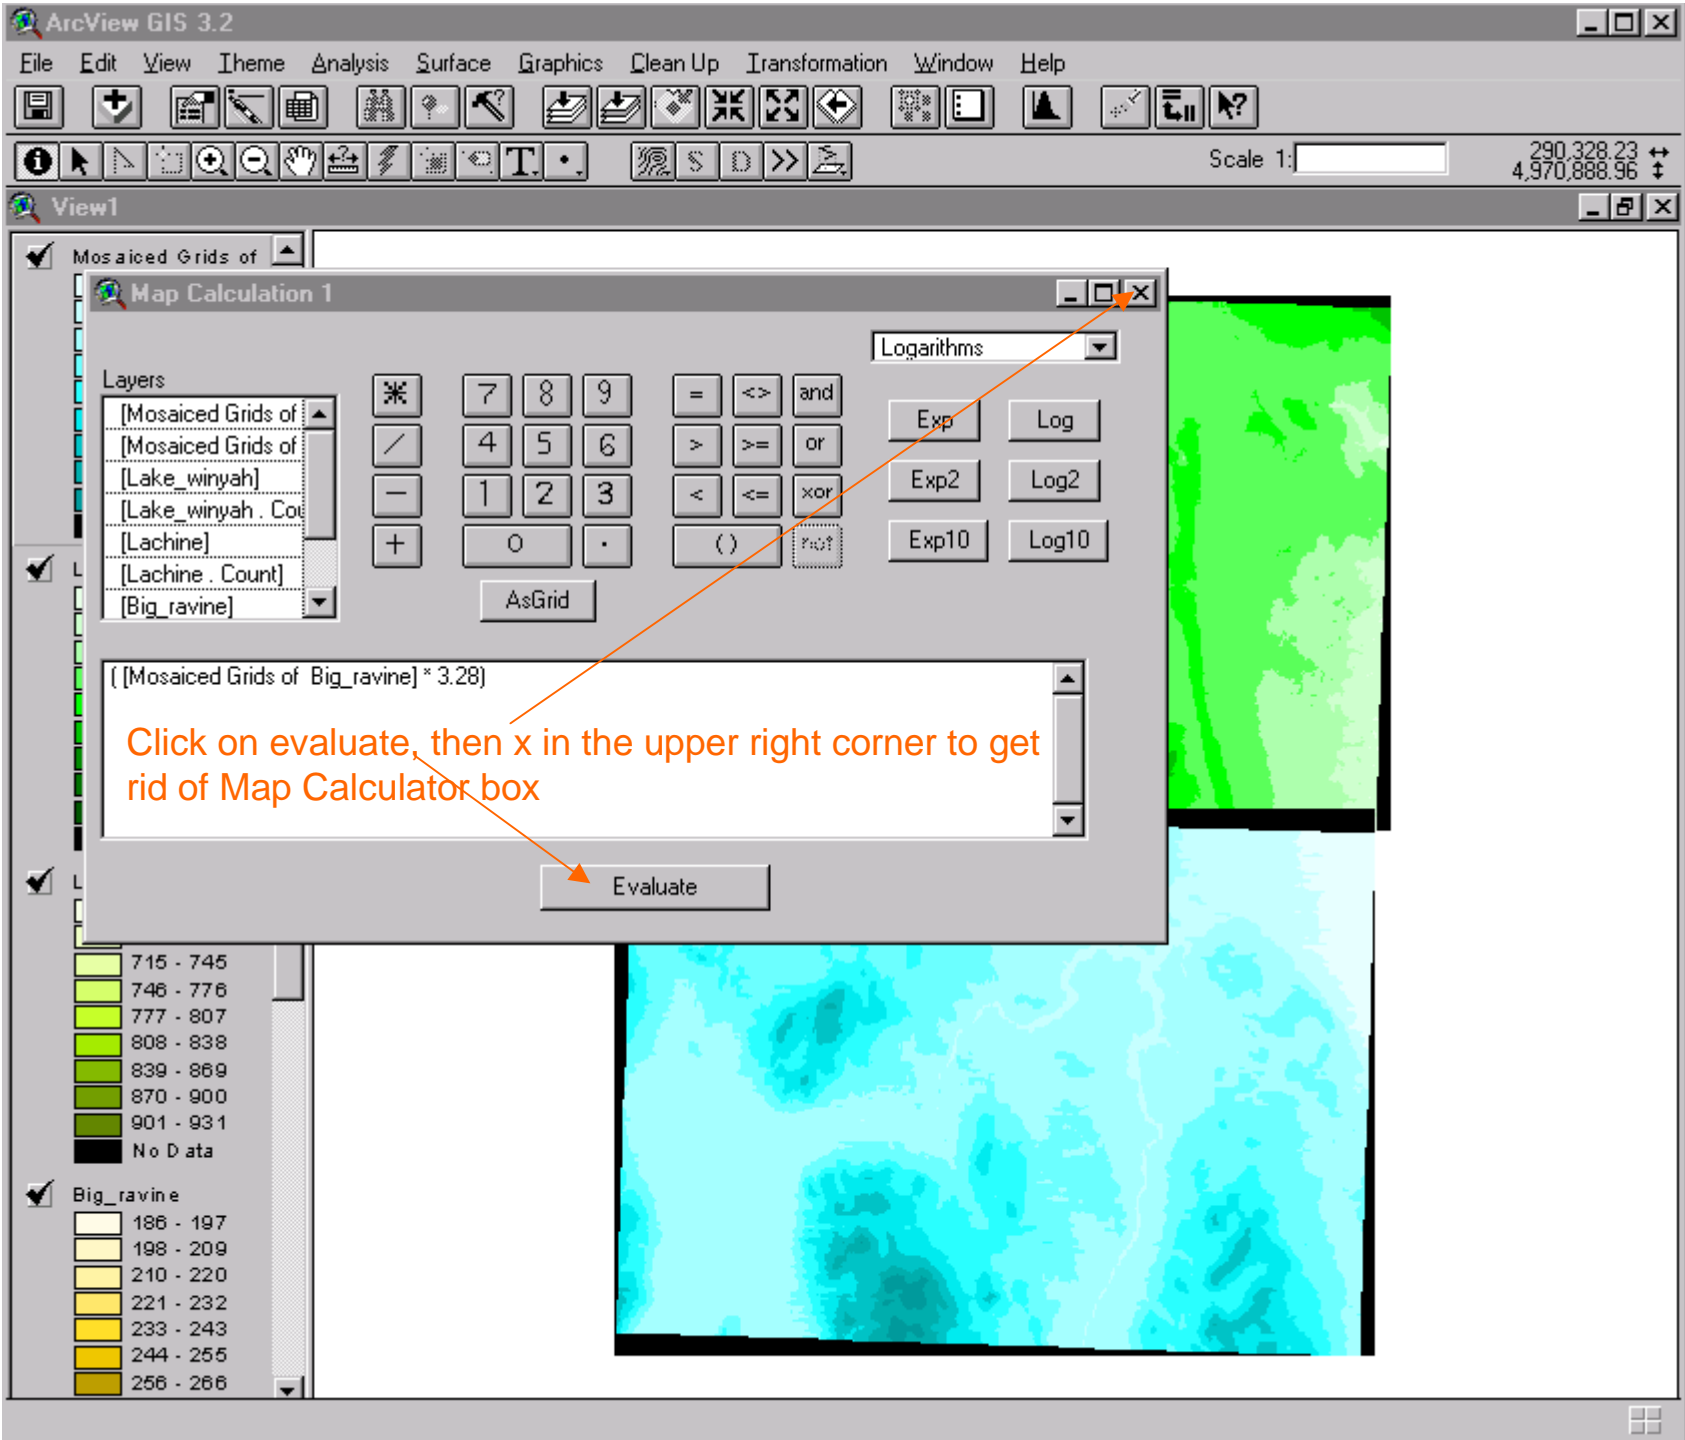 ArcView GIS 3.2
File Edit View Theme Analysis Surface Graphics Clean Up Transformation Window Help
Scale 1:
290,328.23
4,970,888.96
View1
Mosaiced Grids of
Map Calculation 1
Logarithms
Layers
[Mosaiced Grids of
[Mosaiced Grids of
[Lake_winyah]
[Lake_winyah . Cou
[Lachine]
[Lachine . Count]
[Big_ravine]
7 8 9 = <> and
/ 4 5 6 > >= or
- 1 2 3 < <= xor
+ 0 . () not
AsGrid
Exp Log
Exp2 Log2
Exp10 Log10
( [Mosaiced Grids of Big_ravine] * 3.28)
Click on evaluate, then x in the upper right corner to get
rid of Map Calculator box
Evaluate
L
L
715 - 745
746 - 776
777 - 807
808 - 838
839 - 869
870 - 900
901 - 931
No Data
Big_ravine
186 - 197
198 - 209
210 - 220
221 - 232
233 - 243
244 - 255
256 - 266